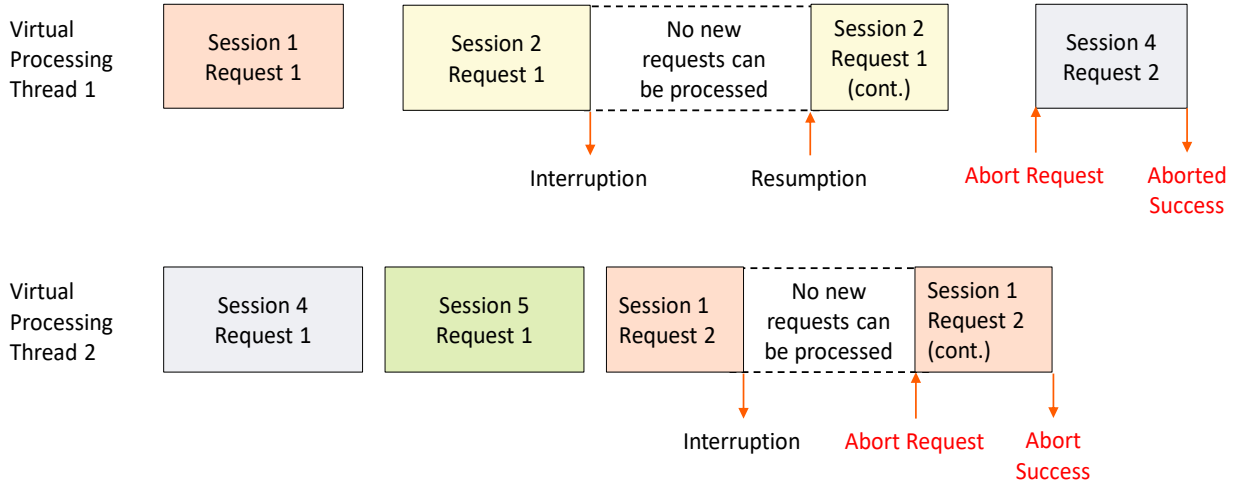 Virtual
Processing
Thread 1
Session 1
Request 1
Session 2
Request 1
No new
requests can
be processed
Session 2
Request 1
(cont.)
Session 4
Request 2
Interruption
Resumption
Abort Request
Aborted
Success
Virtual
Processing
Thread 2
Session 4
Request 1
Session 5
Request 1
Session 1
Request 2
No new
requests can
be processed
Session 1
Request 2
(cont.)
Interruption
Abort Request
Abort
Success